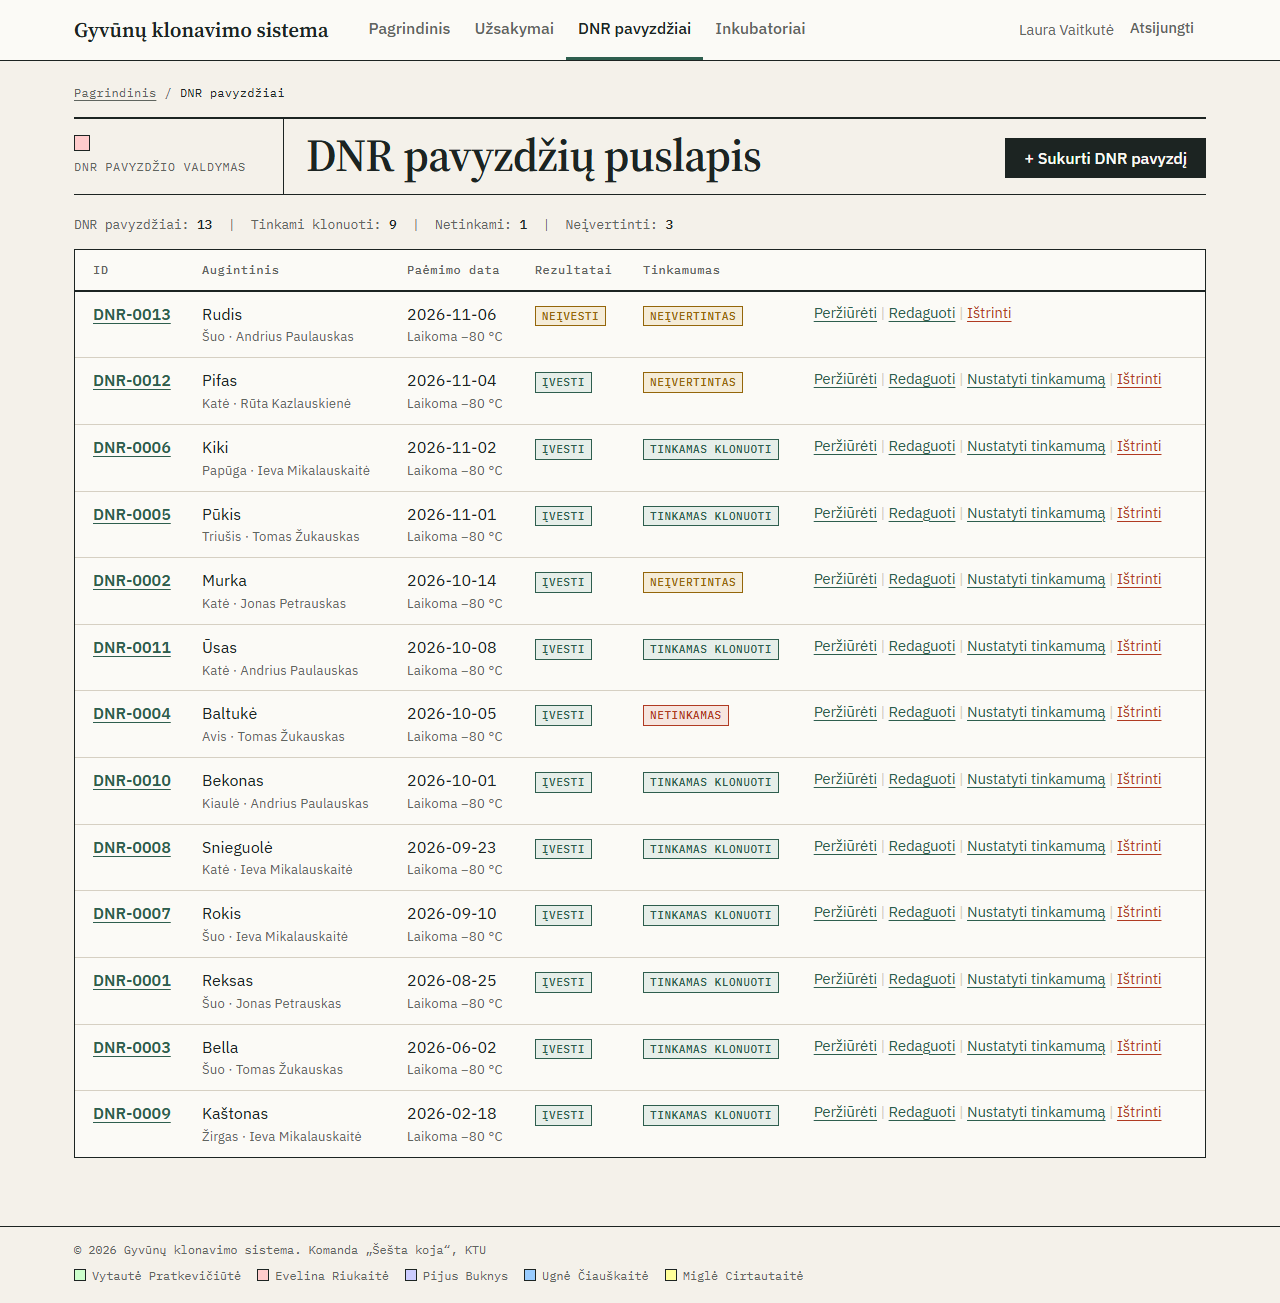 Gyvūnų klonavimo sistema Pagrindinis Užsakymai DNR pavyzdžiai Inkubatoriai Laura Vaitkutė Atsijungti
Pagrindinis / DNR pavyzdžiai
DNR PAVYZDŽIO VALDYMAS
DNR pavyzdžių puslapis
+ Sukurti DNR pavyzdį
DNR pavyzdžiai: 13 | Tinkami klonuoti: 9 | Netinkami: 1 | Neįvertinti: 3
ID Augintinis Paėmimo data Rezultatai Tinkamumas
DNR-0013 Rudis 2026-11-06 NEĮVESTI NEĮVERTINTAS Peržiūrėti | Redaguoti | Ištrinti
Šuo · Andrius Paulauskas Laikoma −80 °C
DNR-0012 Pifas 2026-11-04 ĮVESTI NEĮVERTINTAS Peržiūrėti | Redaguoti | Nustatyti tinkamumą | Ištrinti
Katė · Rūta Kazlauskienė Laikoma −80 °C
DNR-0006 Kiki 2026-11-02 ĮVESTI TINKAMAS KLONUOTI Peržiūrėti | Redaguoti | Nustatyti tinkamumą | Ištrinti
Papūga · Ieva Mikalauskaitė Laikoma −80 °C
DNR-0005 Pūkis 2026-11-01 ĮVESTI TINKAMAS KLONUOTI Peržiūrėti | Redaguoti | Nustatyti tinkamumą | Ištrinti
Triušis · Tomas Žukauskas Laikoma −80 °C
DNR-0002 Murka 2026-10-14 ĮVESTI NEĮVERTINTAS Peržiūrėti | Redaguoti | Nustatyti tinkamumą | Ištrinti
Katė · Jonas Petrauskas Laikoma −80 °C
DNR-0011 Ūsas 2026-10-08 ĮVESTI TINKAMAS KLONUOTI Peržiūrėti | Redaguoti | Nustatyti tinkamumą | Ištrinti
Katė · Andrius Paulauskas Laikoma −80 °C
DNR-0004 Baltukė 2026-10-05 ĮVESTI NETINKAMAS Peržiūrėti | Redaguoti | Nustatyti tinkamumą | Ištrinti
Avis · Tomas Žukauskas Laikoma −80 °C
DNR-0010 Bekonas 2026-10-01 ĮVESTI TINKAMAS KLONUOTI Peržiūrėti | Redaguoti | Nustatyti tinkamumą | Ištrinti
Kiaulė · Andrius Paulauskas Laikoma −80 °C
DNR-0008 Snieguolė 2026-09-23 ĮVESTI TINKAMAS KLONUOTI Peržiūrėti | Redaguoti | Nustatyti tinkamumą | Ištrinti
Katė · Ieva Mikalauskaitė Laikoma −80 °C
DNR-0007 Rokis 2026-09-10 ĮVESTI TINKAMAS KLONUOTI Peržiūrėti | Redaguoti | Nustatyti tinkamumą | Ištrinti
Šuo · Ieva Mikalauskaitė Laikoma −80 °C
DNR-0001 Reksas 2026-08-25 ĮVESTI TINKAMAS KLONUOTI Peržiūrėti | Redaguoti | Nustatyti tinkamumą | Ištrinti
Šuo · Jonas Petrauskas Laikoma −80 °C
DNR-0003 Bella 2026-06-02 ĮVESTI TINKAMAS KLONUOTI Peržiūrėti | Redaguoti | Nustatyti tinkamumą | Ištrinti
Šuo · Tomas Žukauskas Laikoma −80 °C
DNR-0009 Kaštonas 2026-02-18 ĮVESTI TINKAMAS KLONUOTI Peržiūrėti | Redaguoti | Nustatyti tinkamumą | Ištrinti
Žirgas · Ieva Mikalauskaitė Laikoma −80 °C
© 2026 Gyvūnų klonavimo sistema. Komanda „Šešta koja“, KTU
Vytautė Pratkevičiūtė Evelina Riukaitė Pijus Buknys Ugnė Čiauškaitė Miglė Cirtautaitė